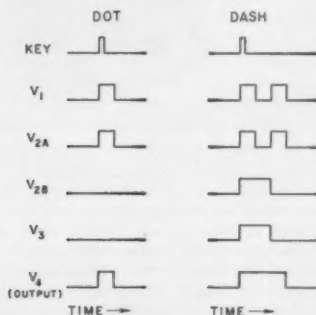 DOT DASH
KEY
V1
V2A
V2B
V3
V4
(OUTPUT)
TIME → TIME →